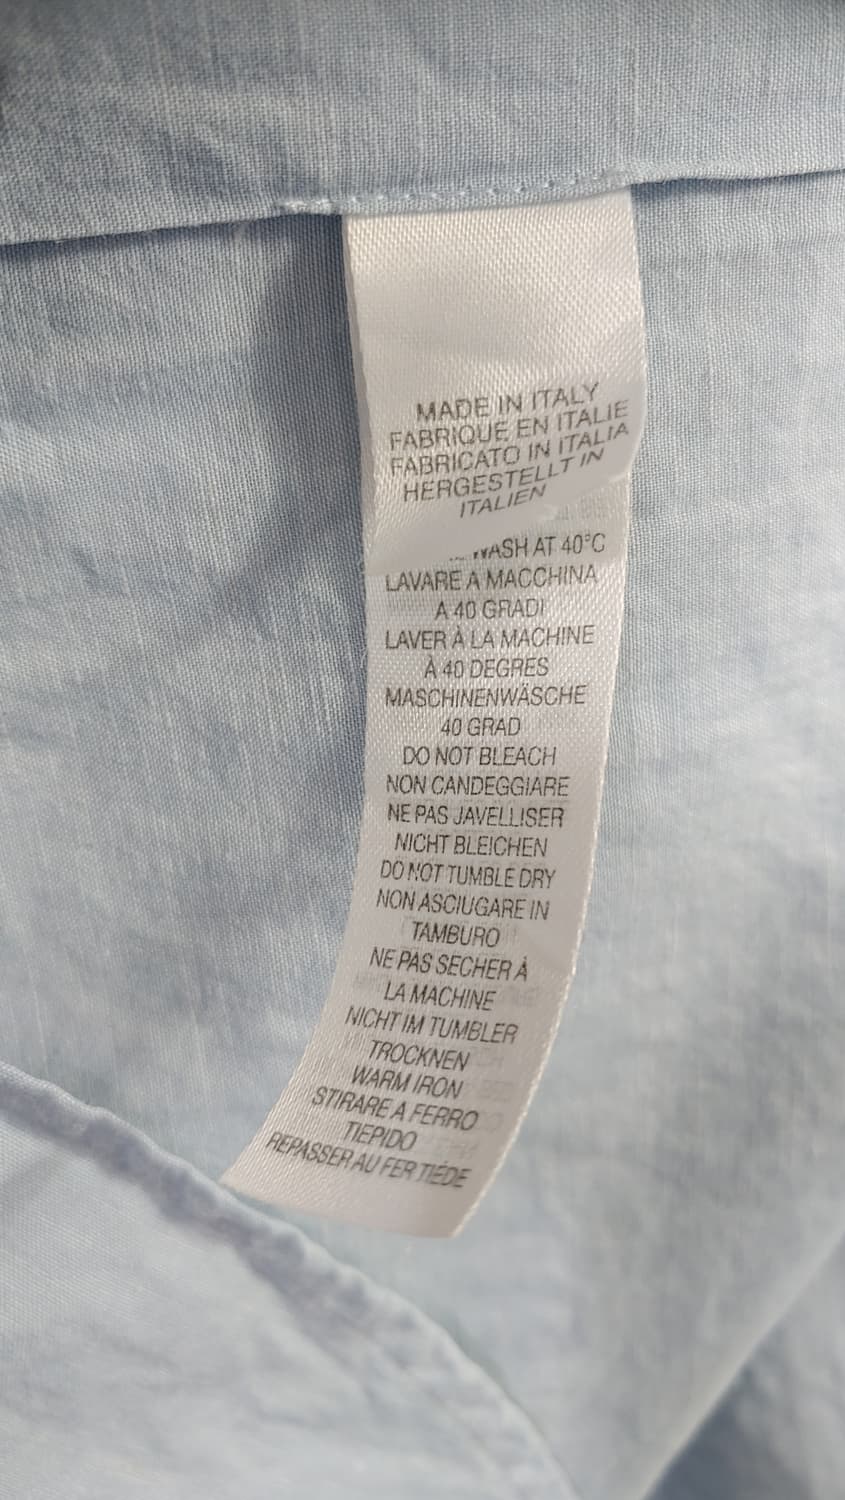 MADE IN ITALY
FABRIQUE EN ITALIE
FABRICATO IN ITALIA
HERGESTELLT IN
ITALIEN
WASH AT 40°C
LAVARE A MACCHINA
A 40 GRADI
LAVER À LA MACHINE
À 40 DEGRES
MASCHINENWÄSCHE
40 GRAD
DO NOT BLEACH
NON CANDEGGIARE
NE PAS JAVELLISER
NICHT BLEICHEN
DO NOT TUMBLE DRY
NON ASCIUGARE IN
TAMBURO
NE PAS SECHER À
LA MACHINE
NICHT IM TUMBLER
TROCKNEN
WARM IRON
STIRARE A FERRO
TIEPIDO
REPASSER AU FER TIÉDE